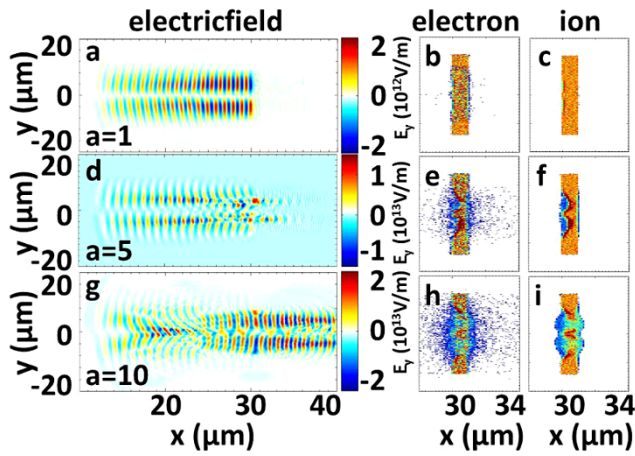 electricfield electron ion
20 a 2 b c
y (μm) 0 0 E_y (10^12 V/m)
-20 a=1 -2
20 d 1 e f
y (μm) 0 0 E_y (10^13 V/m)
-20 a=5 -1
20 g 2 h i
y (μm) 0 0 E_y (10^13 V/m)
-20 a=10 -2
20 30 40 30 34 30 34
x (μm) x (μm) x (μm)